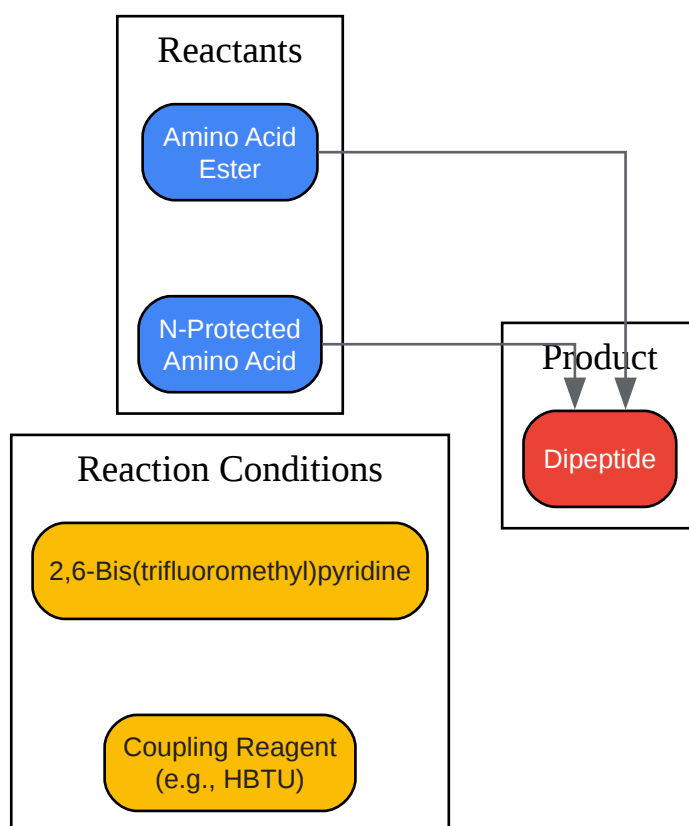 Reactants
Amino Acid
Ester
N-Protected
Amino Acid
Product
Dipeptide
Reaction Conditions
2,6-Bis(trifluoromethyl)pyridine
Coupling Reagent
(e.g., HBTU)